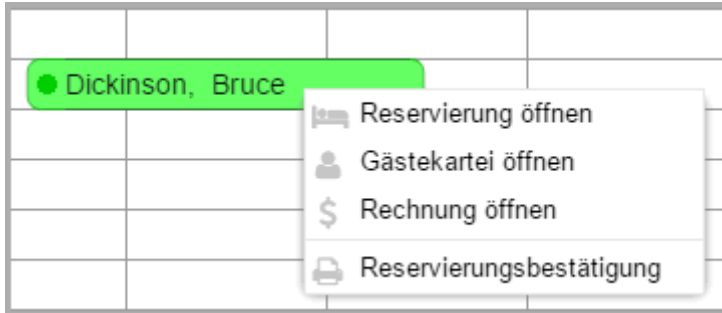 Dickinson, Bruce
Reservierung öffnen
Gästekartei öffnen
Rechnung öffnen
Reservierungsbestätigung